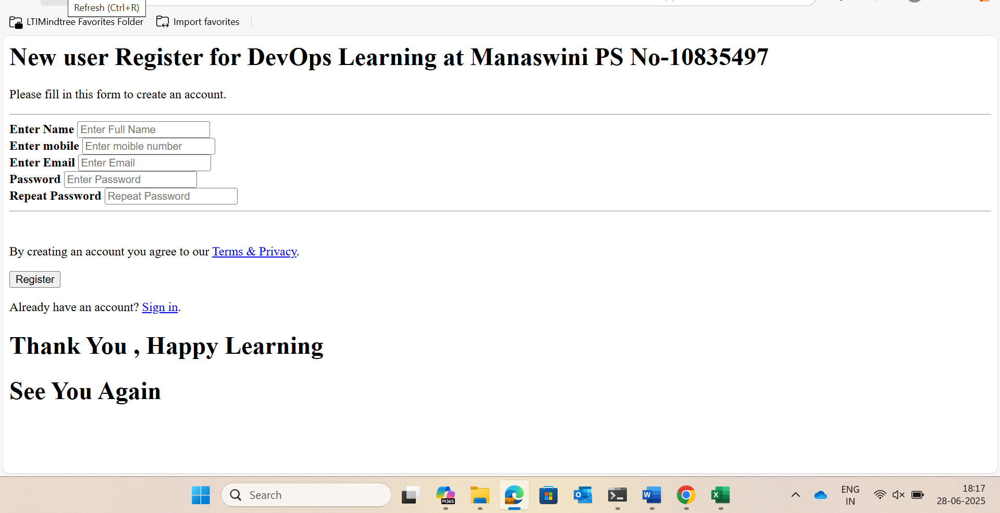 Refresh (Ctrl+R)
LTIMindtree Favorites Folder Import favorites
New user Register for DevOps Learning at Manaswini PS No-10835497
Please fill in this form to create an account.
Enter Name Enter Full Name
Enter mobile Enter moible number
Enter Email Enter Email
Password Enter Password
Repeat Password Repeat Password
By creating an account you agree to our Terms & Privacy.
Register
Already have an account? Sign in.
Thank You , Happy Learning
See You Again
Search M365 ENG 18:17
IN 28-06-2025